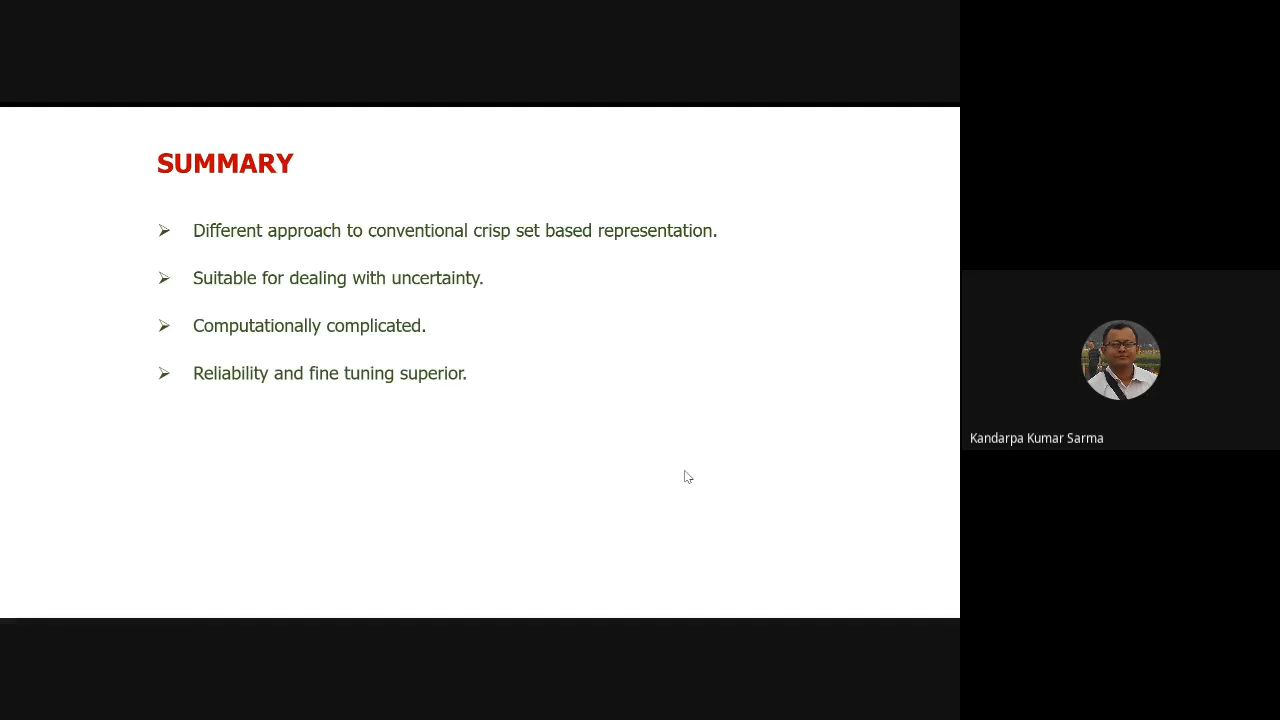 SUMMARY
Different approach to conventional crisp set based representation.
Suitable for dealing with uncertainty.
Computationally complicated.
Reliability and fine tuning superior.
Kandarpa Kumar Sarma